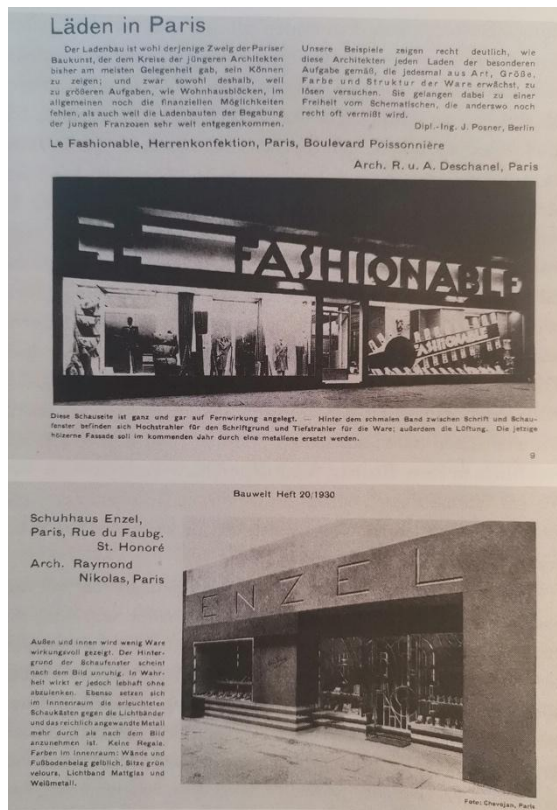 Läden in Paris
Der Ladenbau ist wohl derjenige Zweig der Pariser
Baukunst, der dem Kreise der jüngeren Architekten
bisher am meisten Gelegenheit gab, sein Können
zu zeigen; und zwar sowohl deshalb, weil
zu größeren Aufgaben, wie Wohnhausblöcken, im
allgemeinen noch die finanziellen Möglichkeiten
fehlen, als auch weil die Ladenbauten der Begabung
der jungen Franzosen sehr weit entgegenkommen.
Unsere Beispiele zeigen recht deutlich, wie
diese Architekten jeden Laden der besonderen
Aufgabe gemäß, die jedesmal aus Art, Größe,
Farbe und Struktur der Ware erwächst, zu
lösen versuchen. Sie gelangen dabei zu einer
Freiheit vom Schematischen, die anderswo noch
recht oft vermißt wird.
Dipl.-Ing. J. Posner, Berlin
Le Fashionable, Herrenkonfektion, Paris, Boulevard Poissonnière
Arch. R. u. A. Deschanel, Paris
LE FASHIONABLE
FASHIONABLE
Diese Schauseite ist ganz und gar auf Fernwirkung angelegt. — Hinter dem schmalen Band zwischen Schrift und Schau-
fenster befinden sich Hochstrahler für den Schriftgrund und Tiefstrahler für die Ware; außerdem die Lüftung. Die jetzige
hölzerne Fassade soll im kommenden Jahr durch eine metallene ersetzt werden.
9
Bauwelt Heft 20/1930
Schuhhaus Enzel,
Paris, Rue du Faubg.
St. Honoré
Arch. Raymond
Nikolas, Paris
ENZEL
Außen und innen wird wenig Ware
wirkungsvoll gezeigt. Der Hinter-
grund der Schaufenster scheint
nach dem Bild unruhig. In Wahr-
heit wirkt er jedoch lebhaft ohne
abzulenken. Ebenso setzen sich
im Innnenraum die erleuchteten
Schaukästen gegen die Lichtbänder
und das reichlich angewandte Metall
mehr durch als nach dem Bild
anzunehmen ist. Keine Regale.
Farben im Innenraum: Wände und
Fußbodenbelag gelblich, Sitze grün
velours, Lichtband Mattglas und
Weißmetall.
Foto: Chevojon, Paris